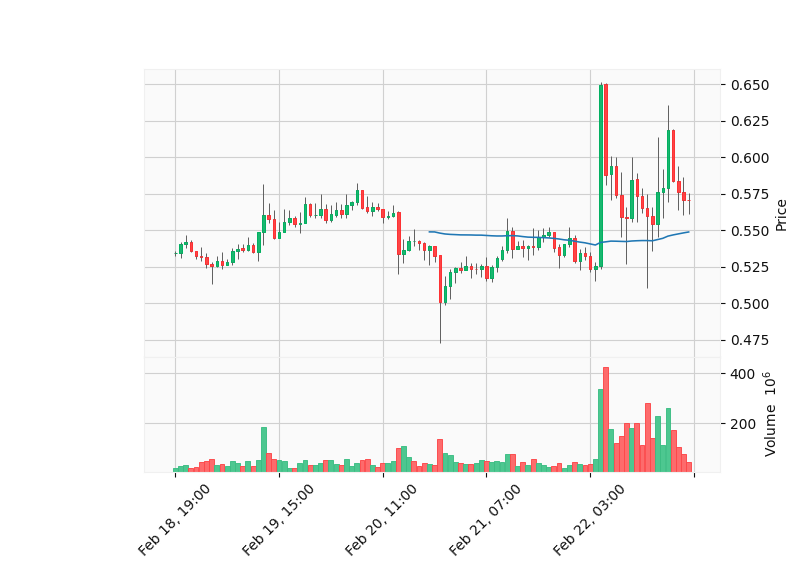 0.650
0.625
0.600
0.575
0.550
0.525
0.500
0.475
Price
400
200
Volume 10⁶
Feb 18, 19:00
Feb 19, 15:00
Feb 20, 11:00
Feb 21, 07:00
Feb 22, 03:00